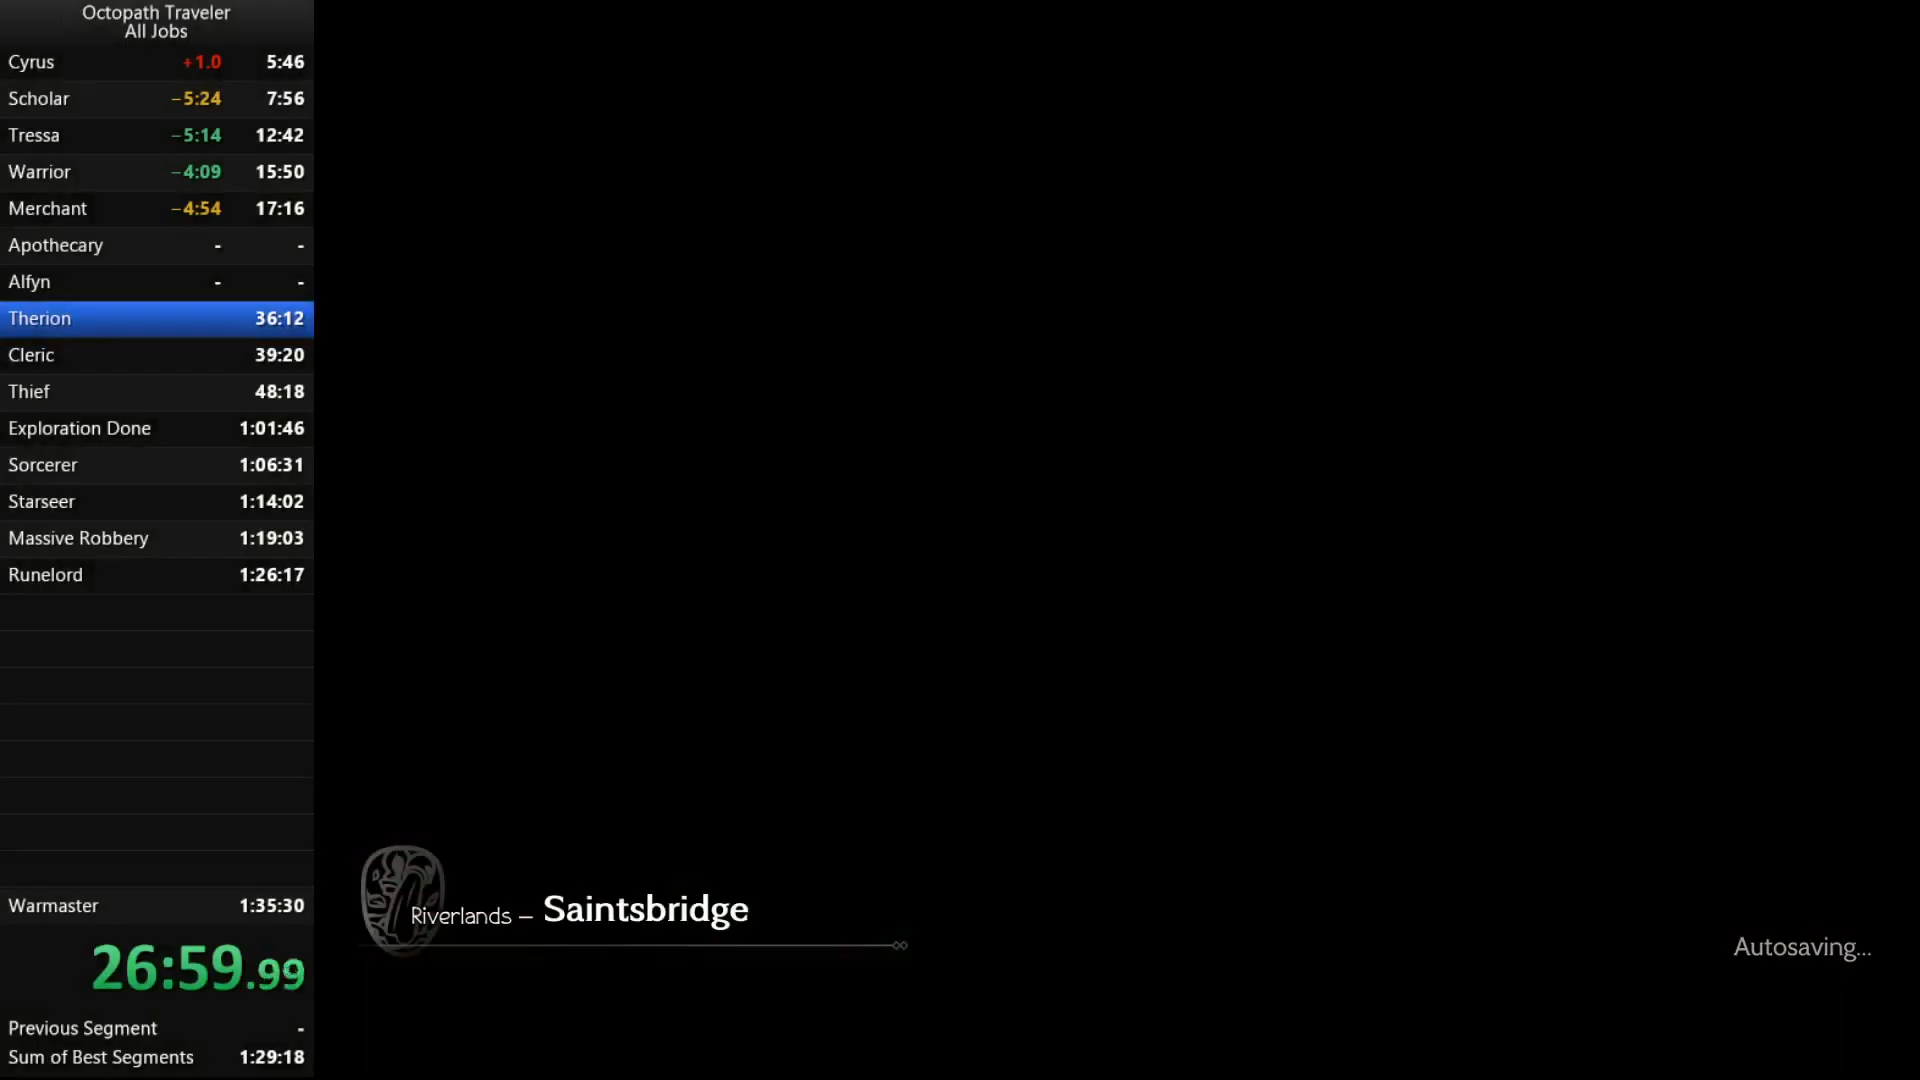 Octopath Traveler
All Jobs
Cyrus +1.0 5:46
Scholar −5:24 7:56
Tressa −5:14 12:42
Warrior −4:09 15:50
Merchant −4:54 17:16
Apothecary - -
Alfyn - -
Therion 36:12
Cleric 39:20
Thief 48:18
Exploration Done 1:01:46
Sorcerer 1:06:31
Starseer 1:14:02
Massive Robbery 1:19:03
Runelord 1:26:17
Warmaster 1:35:30
26:59.99
Previous Segment -
Sum of Best Segments 1:29:18
Riverlands – Saintsbridge
Autosaving...